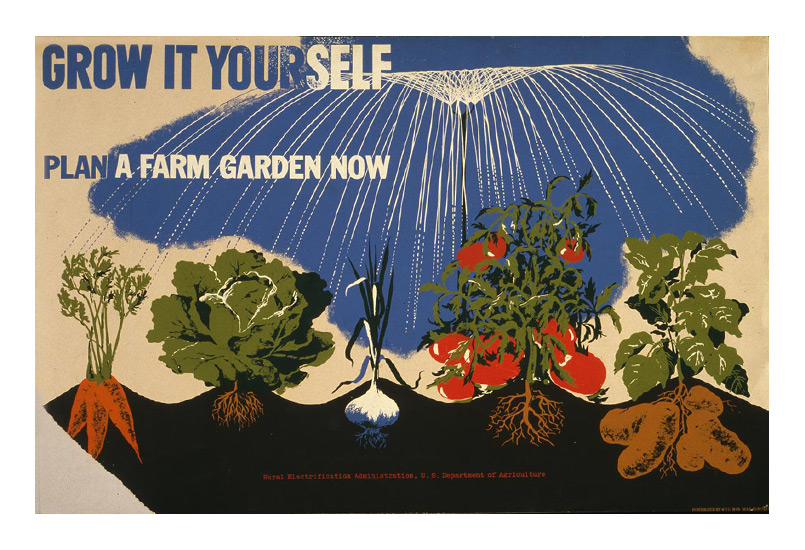 GROW IT YOURSELF
PLAN A FARM GARDEN NOW
Rural Electrification Administration, U. S. Department of Agriculture